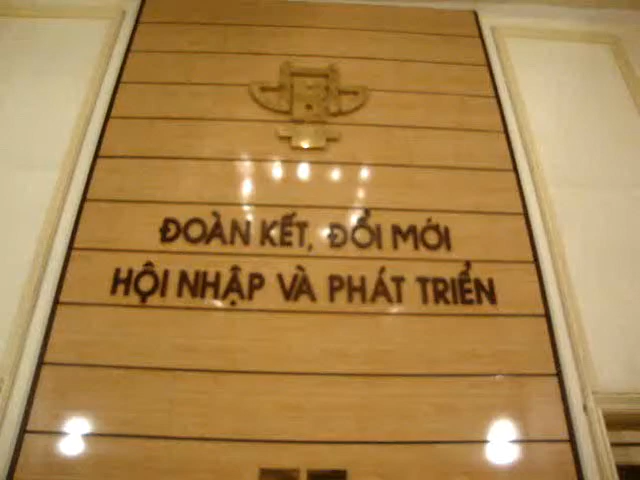 ĐOÀN KẾT, ĐỔI MỚI
HỘI NHẬP VÀ PHÁT TRIỂN